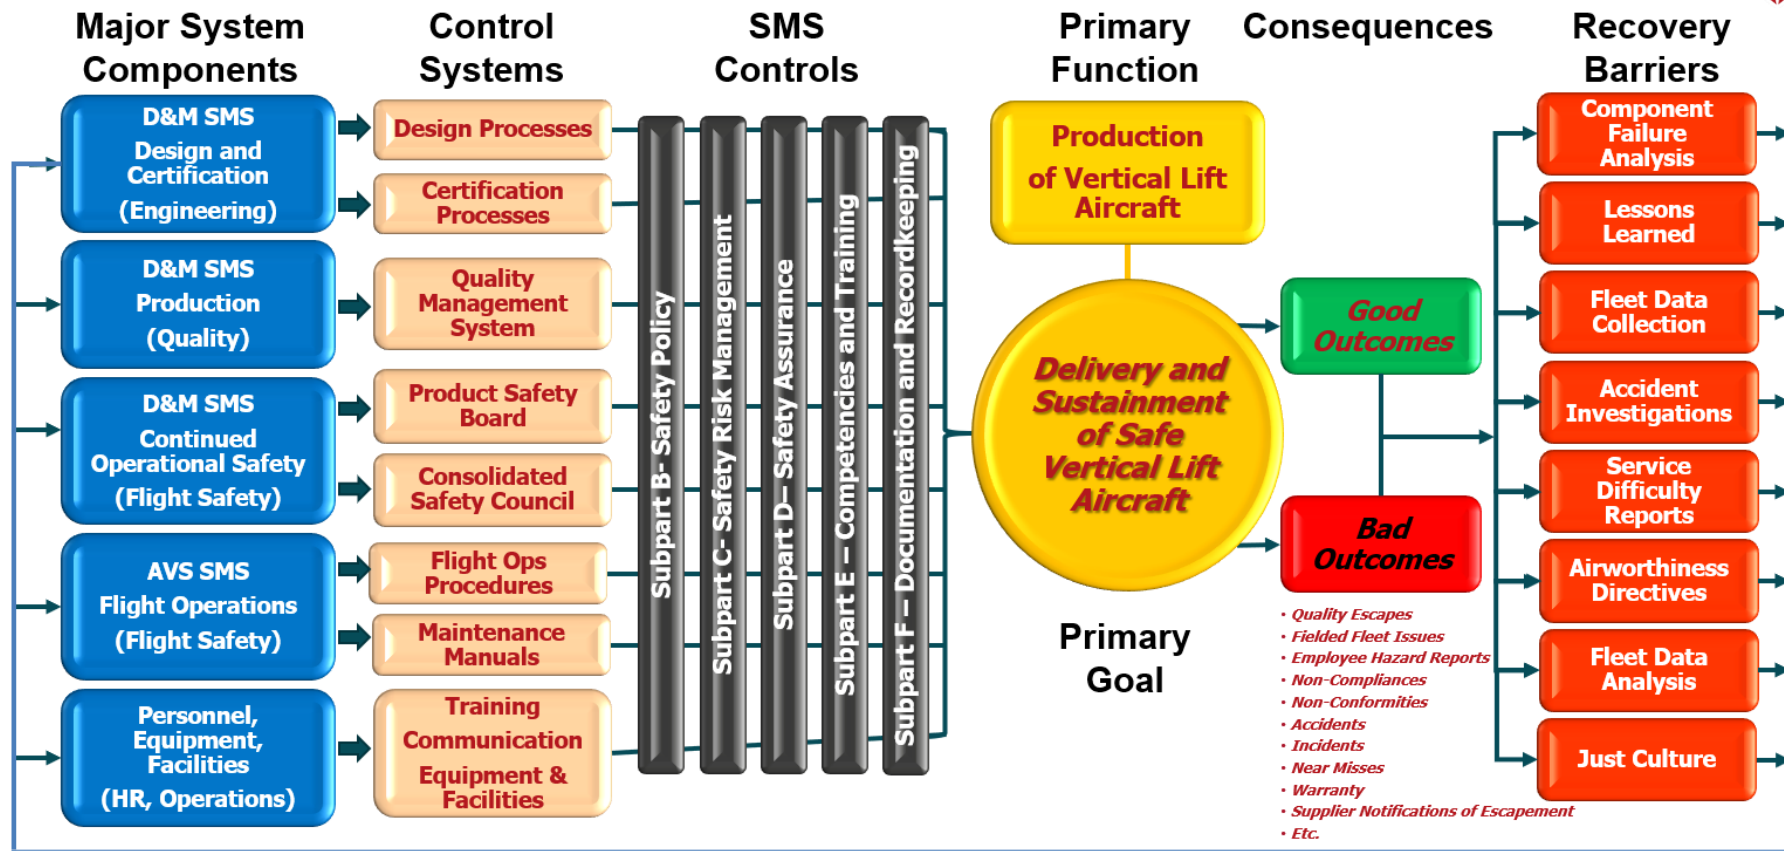 Major System
Components
Control
Systems
SMS
Controls
Primary
Function
Consequences
Recovery
Barriers
D&M SMS
Design and
Certification
(Engineering)
D&M SMS
Production
(Quality)
D&M SMS
Continued
Operational Safety
(Flight Safety)
AVS SMS
Flight Operations
(Flight Safety)
Personnel,
Equipment,
Facilities
(HR, Operations)
Design Processes
Certification
Processes
Quality
Management
System
Product Safety
Board
Consolidated
Safety Council
Flight Ops
Procedures
Maintenance
Manuals
Training
Communication
Equipment &
Facilities
Subpart B- Safety Policy
Subpart C- Safety Risk Management
Subpart D– Safety Assurance
Subpart E – Competencies and Training
Subpart F – Documentation and Recordkeeping
Production
of Vertical Lift
Aircraft
Delivery and
Sustainment
of Safe
Vertical Lift
Aircraft
Primary
Goal
Good
Outcomes
Bad
Outcomes
• Quality Escapes
• Fielded Fleet Issues
• Employee Hazard Reports
• Non-Compliances
• Non-Conformities
• Accidents
• Incidents
• Near Misses
• Warranty
• Supplier Notifications of Escapement
• Etc.
Component
Failure
Analysis
Lessons
Learned
Fleet Data
Collection
Accident
Investigations
Service
Difficulty
Reports
Airworthiness
Directives
Fleet Data
Analysis
Just Culture